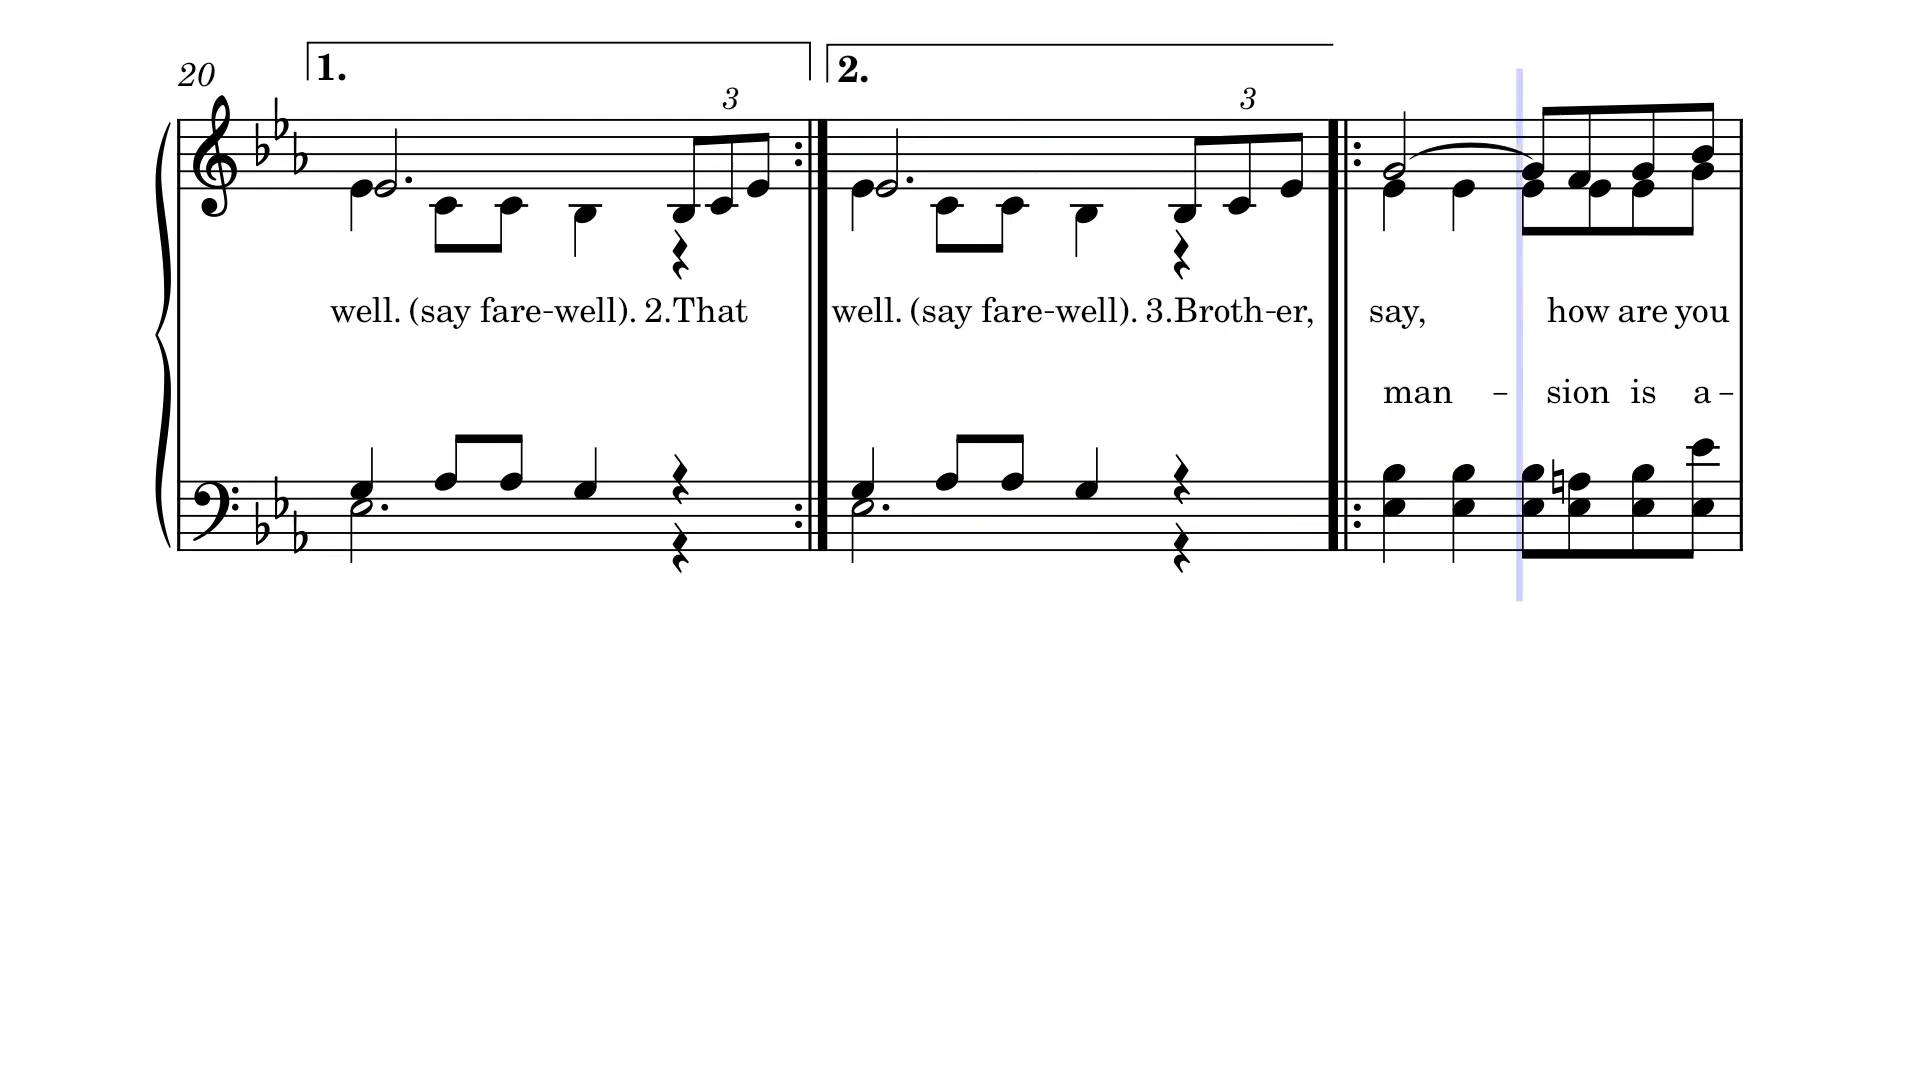 1. 2.
20
3 3
well. (say fare-well). 2.That well. (say fare-well). 3.Broth-er, say, how are you
man - sion is a -